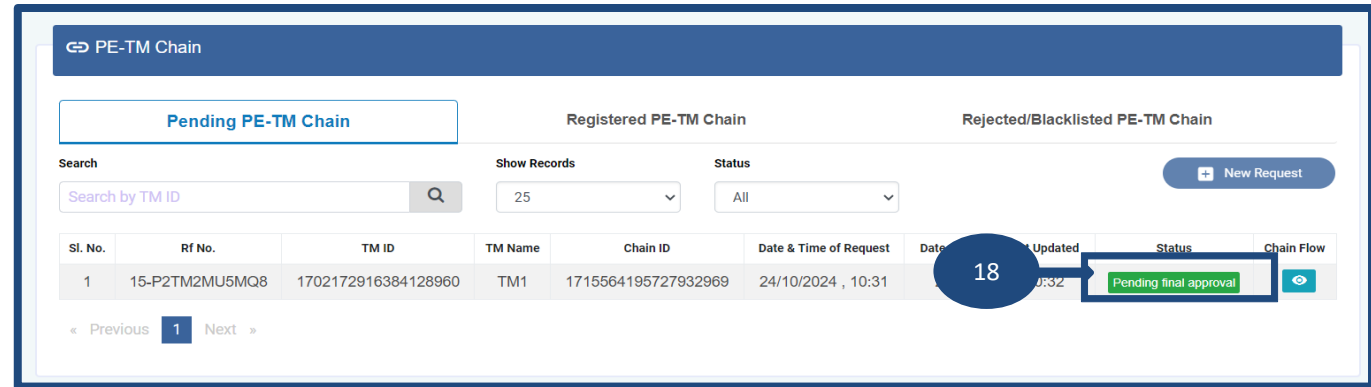 PE-TM Chain
Pending PE-TM Chain Registered PE-TM Chain Rejected/Blacklisted PE-TM Chain
Search Show Records Status
Search by TM ID 25 All New Request
Sl. No. Rf No. TM ID TM Name Chain ID Date & Time of Request Date Updated Status Chain Flow
1 15-P2TM2MU5MQ8 1702172916384128960 TM1 1715564195727932969 24/10/2024 , 10:31 18 Pending final approval
« Previous 1 Next »